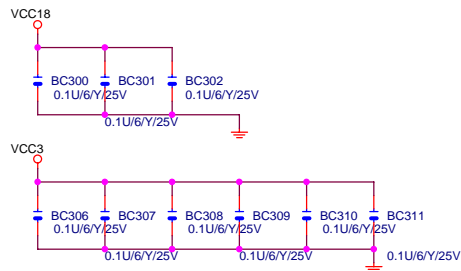 VCC18
BC300 BC301 BC302
0.1U/6/Y/25V 0.1U/6/Y/25V
0.1U/6/Y/25V
VCC3
BC306 BC307 BC308 BC309 BC310 BC311
0.1U/6/Y/25V 0.1U/6/Y/25V 0.1U/6/Y/25V
0.1U/6/Y/25V 0.1U/6/Y/25V 0.1U/6/Y/25V